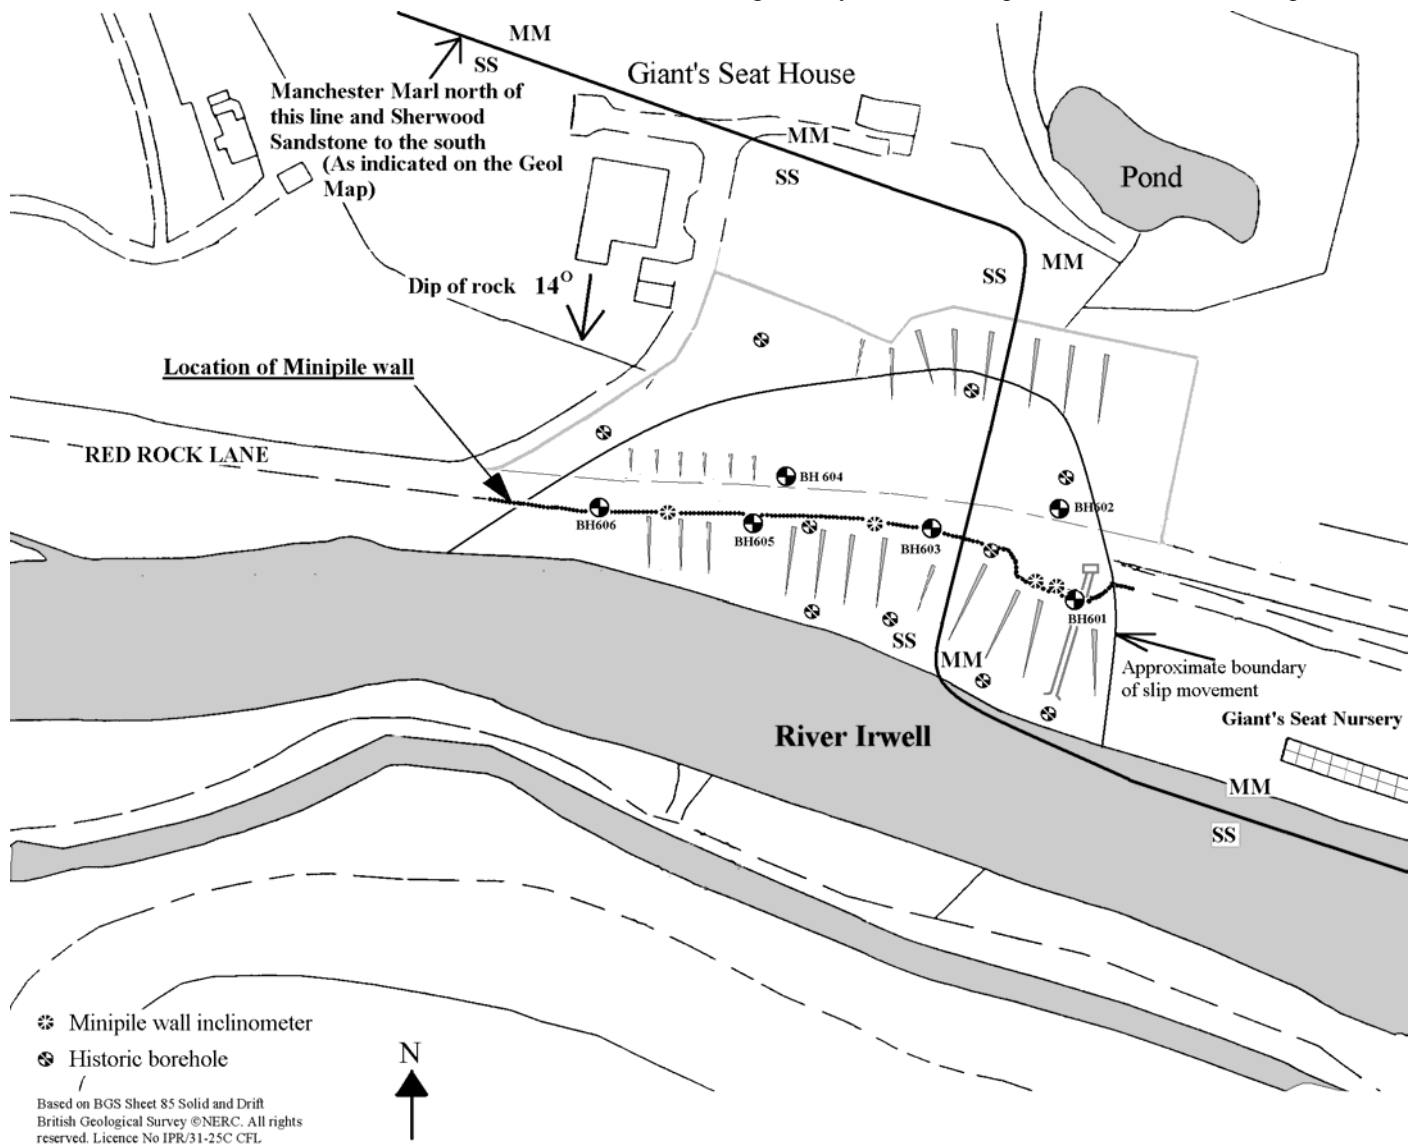 MM
SS
Giant's Seat House
Manchester Marl north of
this line and Sherwood
Sandstone to the south
(As indicated on the Geol
Map)
MM
SS
Pond
MM
SS
Dip of rock 14O
Location of Minipile wall
RED ROCK LANE
BH 604
BH602
BH606
BH605
BH603
BH601
SS
MM
Approximate boundary
of slip movement
Giant's Seat Nursery
River Irwell
MM
SS
Minipile wall inclinometer
Historic borehole
N
Based on BGS Sheet 85 Solid and Drift
British Geological Survey ©NERC. All rights
reserved. Licence No IPR/31-25C CFL